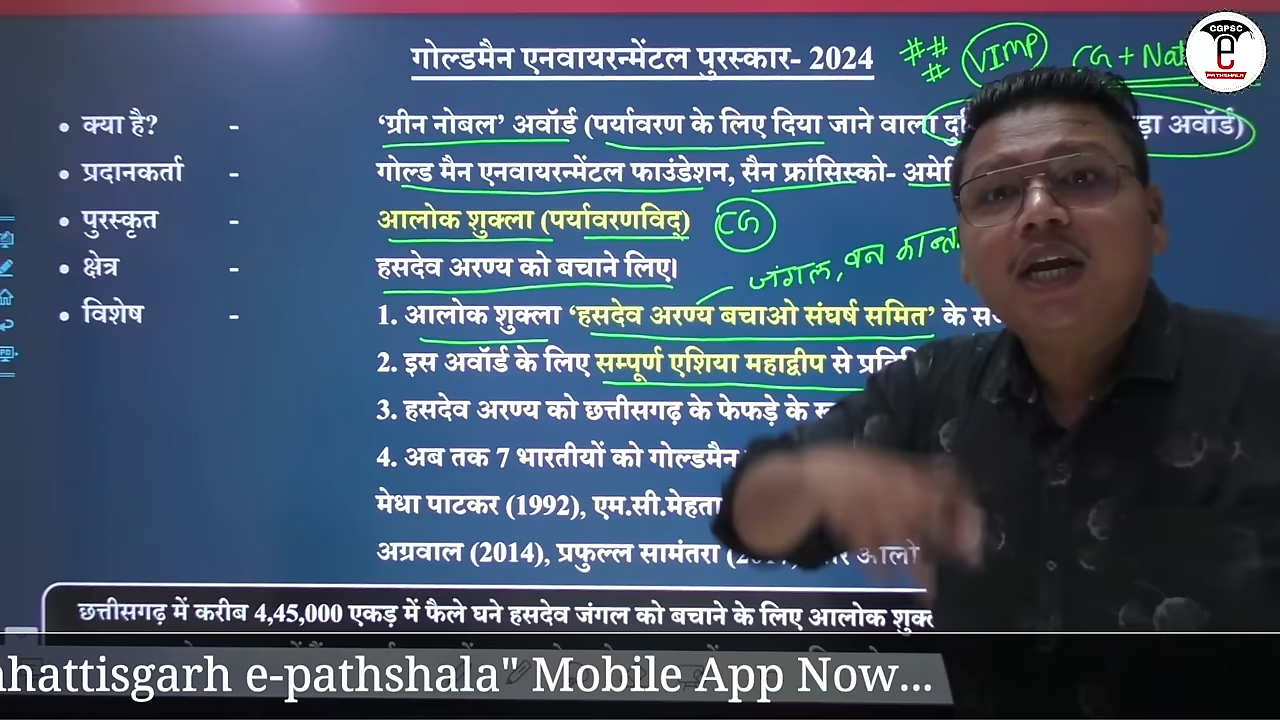 गोल्डमैन एनवायरन्मेंटल पुरस्कार- 2024
### VIMP CG + Nat
CGPSC
e
PATHSHALA
• क्या है? - ‘ग्रीन नोबल’ अवॉर्ड (पर्यावरण के लिए दिया जाने वाला अवॉर्ड)
• प्रदानकर्ता - गोल्ड मैन एनवायरन्मेंटल फाउंडेशन, सैन फ्रांसिस्को-
• पुरस्कृत - आलोक शुक्ला (पर्यावरणविद्) CG
• क्षेत्र - हसदेव अरण्य को बचाने लिए।
जंगल, वन
• विशेष - 1. आलोक शुक्ला ‘हसदेव अरण्य बचाओ संघर्ष समित’ के
2. इस अवॉर्ड के लिए सम्पूर्ण एशिया महाद्वीप से
3. हसदेव अरण्य को छत्तीसगढ़ के फेफड़े के
4. अब तक 7 भारतीयों को गोल्डमैन
मेधा पाटकर (1992), एम.सी.मेहता
अग्रवाल (2014), प्रफुल्ल सामंतरा
छत्तीसगढ़ में करीब 4,45,000 एकड़ में फैले घने हसदेव जंगल को बचाने के लिए आलोक
hhattisgarh e-pathshala" Mobile App Now...